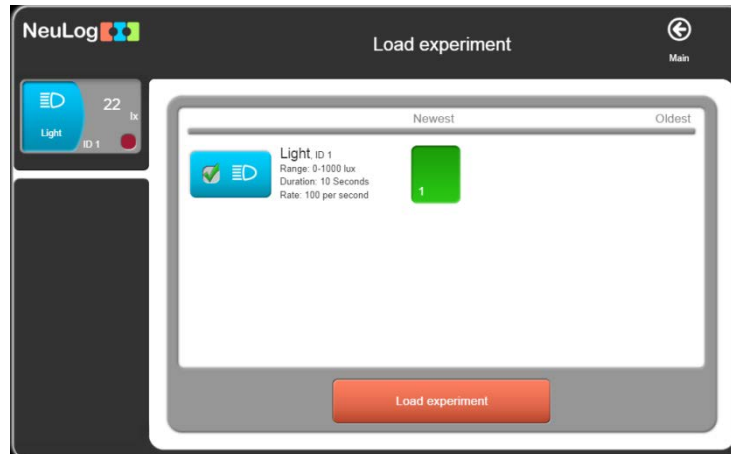 NeuLog
Load experiment
Main
22 lx
Light
ID 1
Newest
Oldest
Light, ID 1
Range: 0-1000 lux
Duration: 10 Seconds
Rate: 100 per second
1
Load experiment